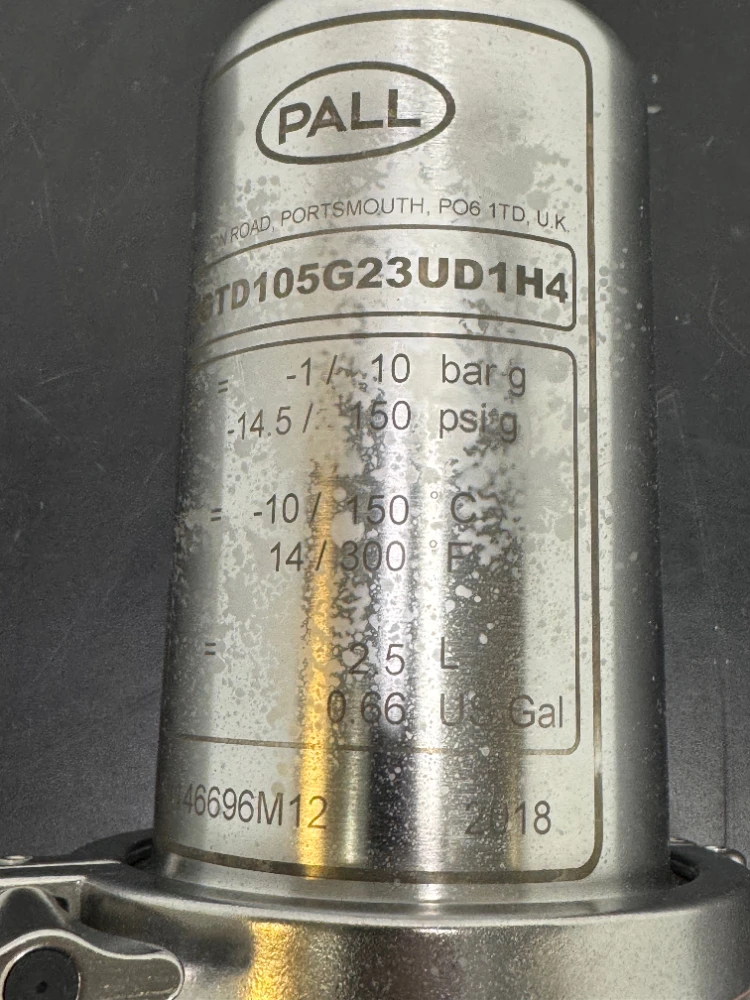 PALL
ROAD, PORTSMOUTH, PO6 1TD, U.K.
GTD105G23UD1H4
= -1 / 10 bar g
-14.5 / 150 psi g
= -10 / 150 °C
14 / 300 °F
= 2.5 L
0.66 US Gal
46696M12 2018